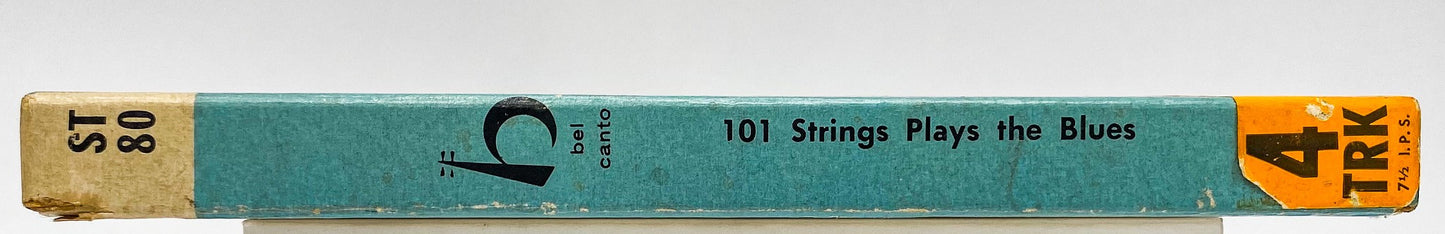 ST
80
bel
canto
101 Strings Plays the Blues
4
TRK
7½ I.P.S.